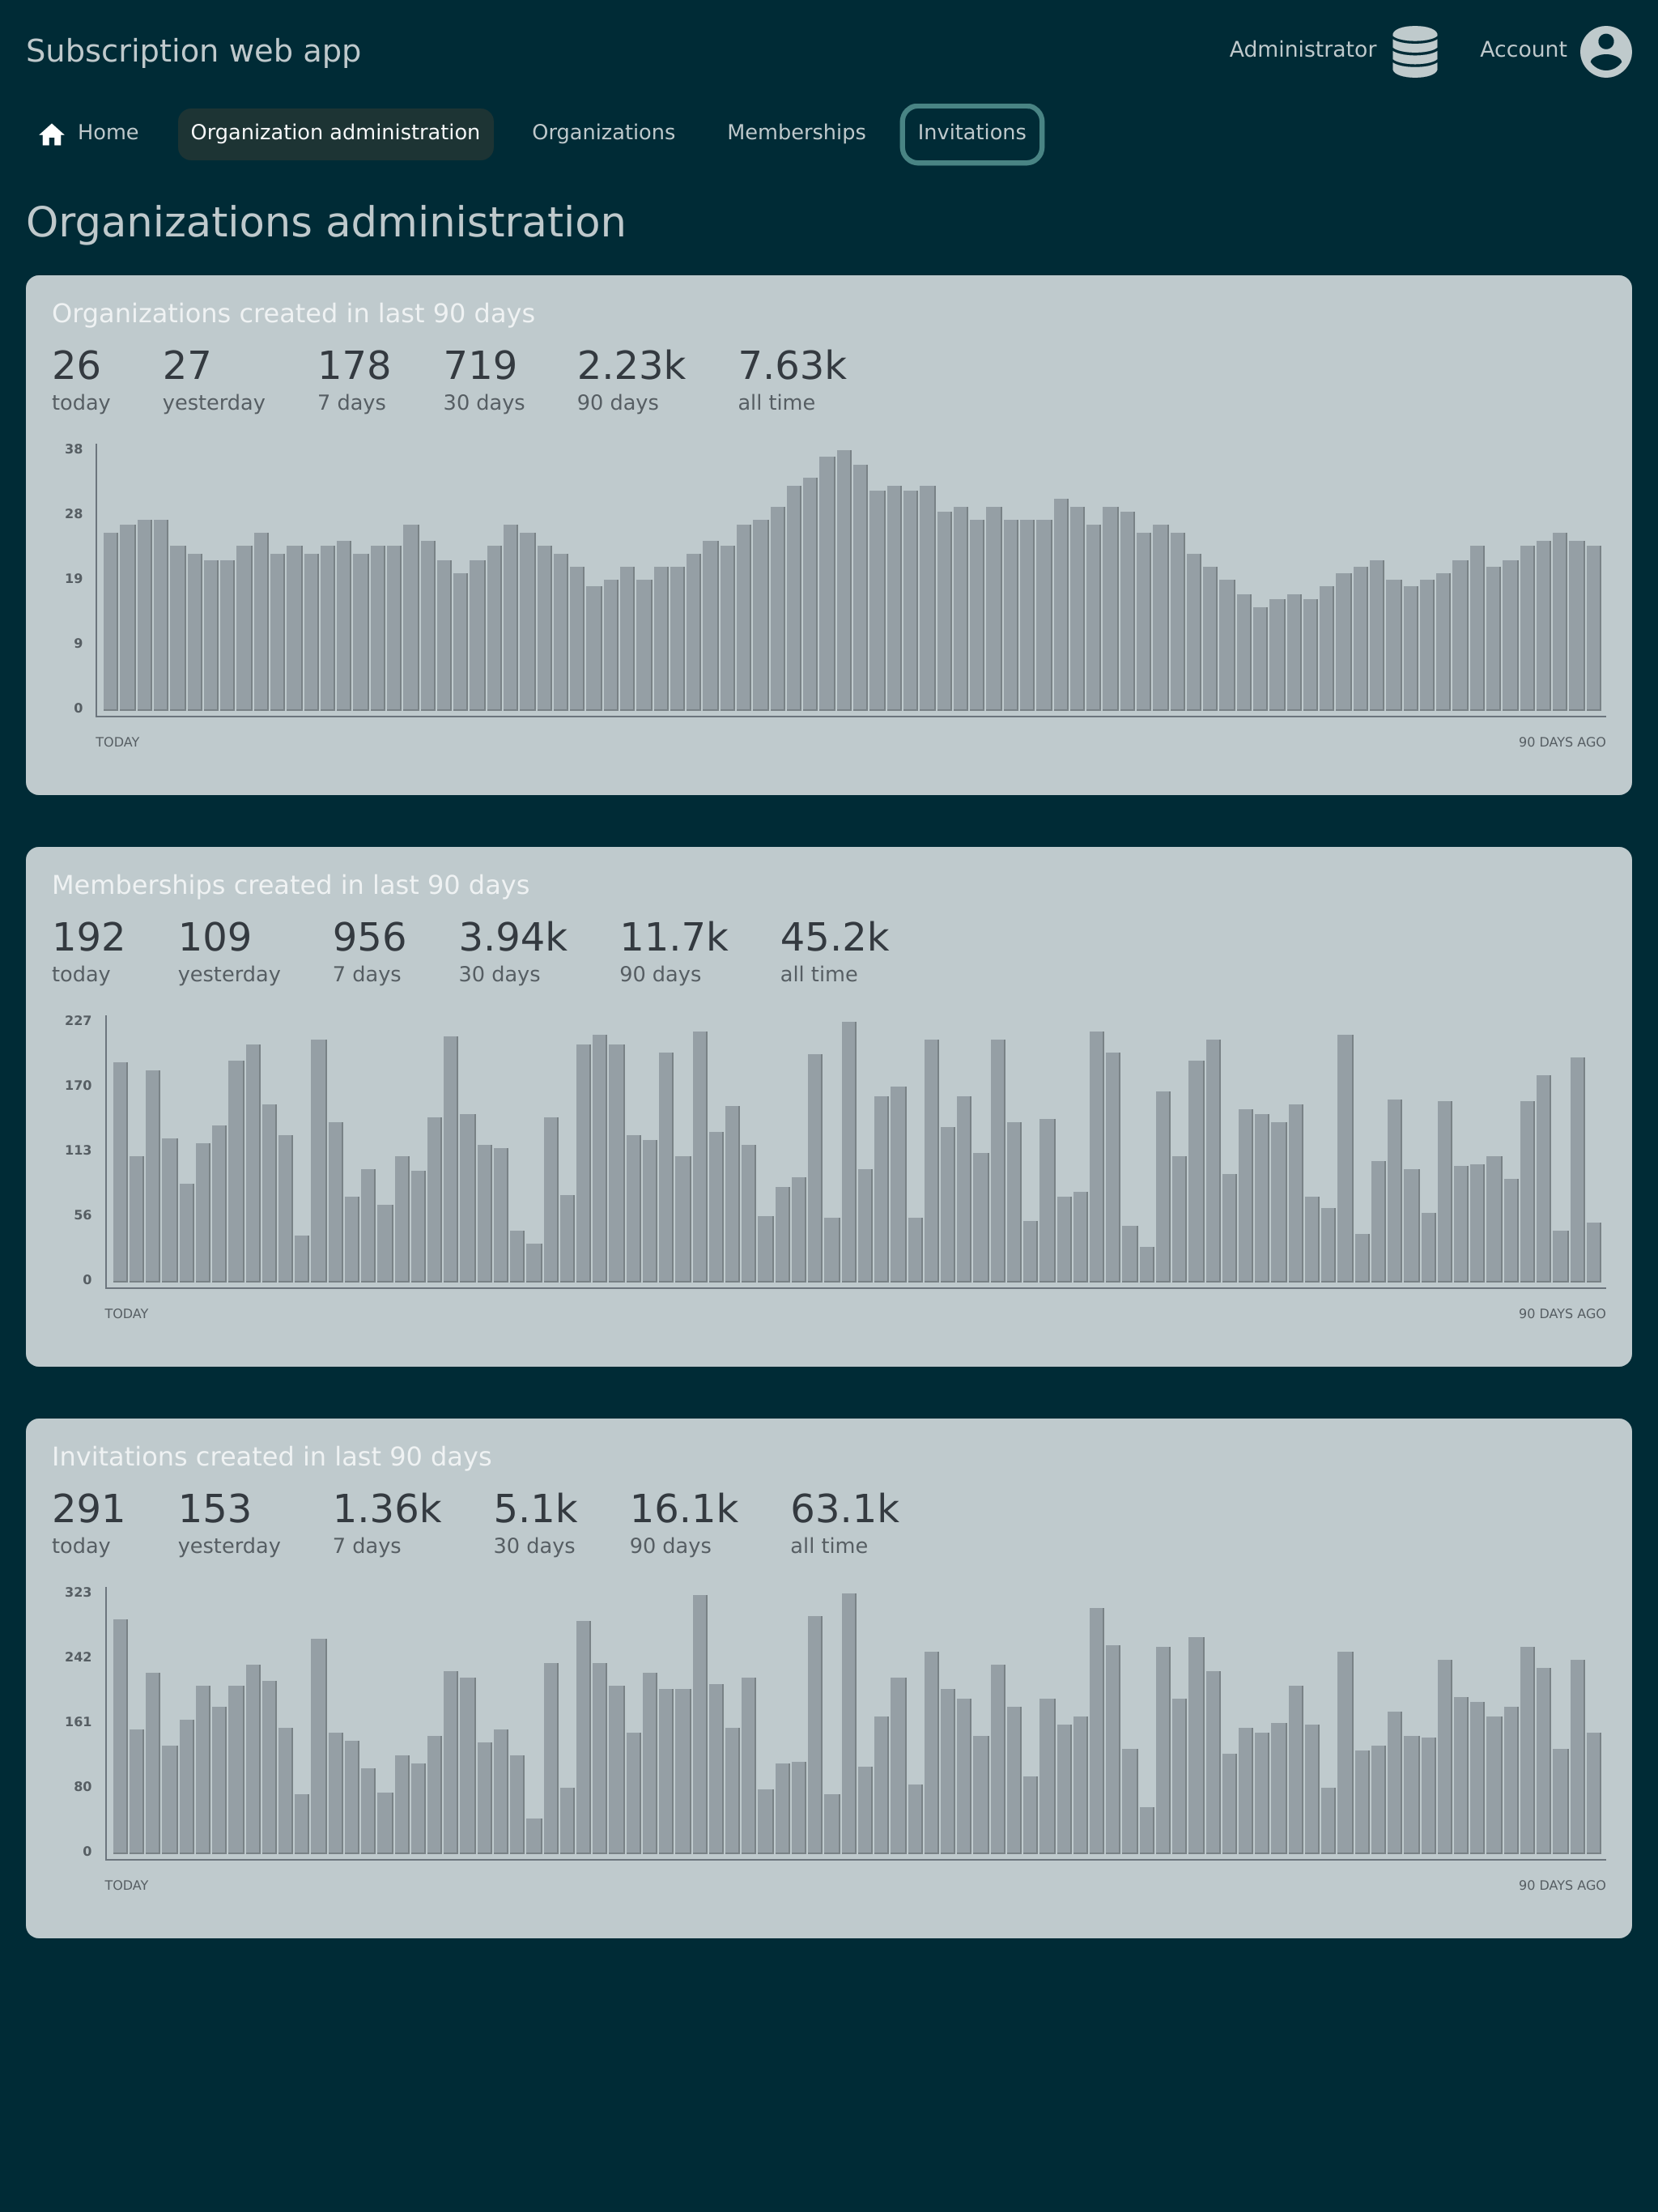 Subscription web app
Administrator
Account
Home
Organization administration
Organizations
Memberships
Invitations
Organizations administration
Organizations created in last 90 days
26 27 178 719 2.23k 7.63k
today yesterday 7 days 30 days 90 days all time
38
28
19
9
0
TODAY 90 DAYS AGO
Memberships created in last 90 days
192 109 956 3.94k 11.7k 45.2k
today yesterday 7 days 30 days 90 days all time
227
170
113
56
0
TODAY 90 DAYS AGO
Invitations created in last 90 days
291 153 1.36k 5.1k 16.1k 63.1k
today yesterday 7 days 30 days 90 days all time
323
242
161
80
0
TODAY 90 DAYS AGO